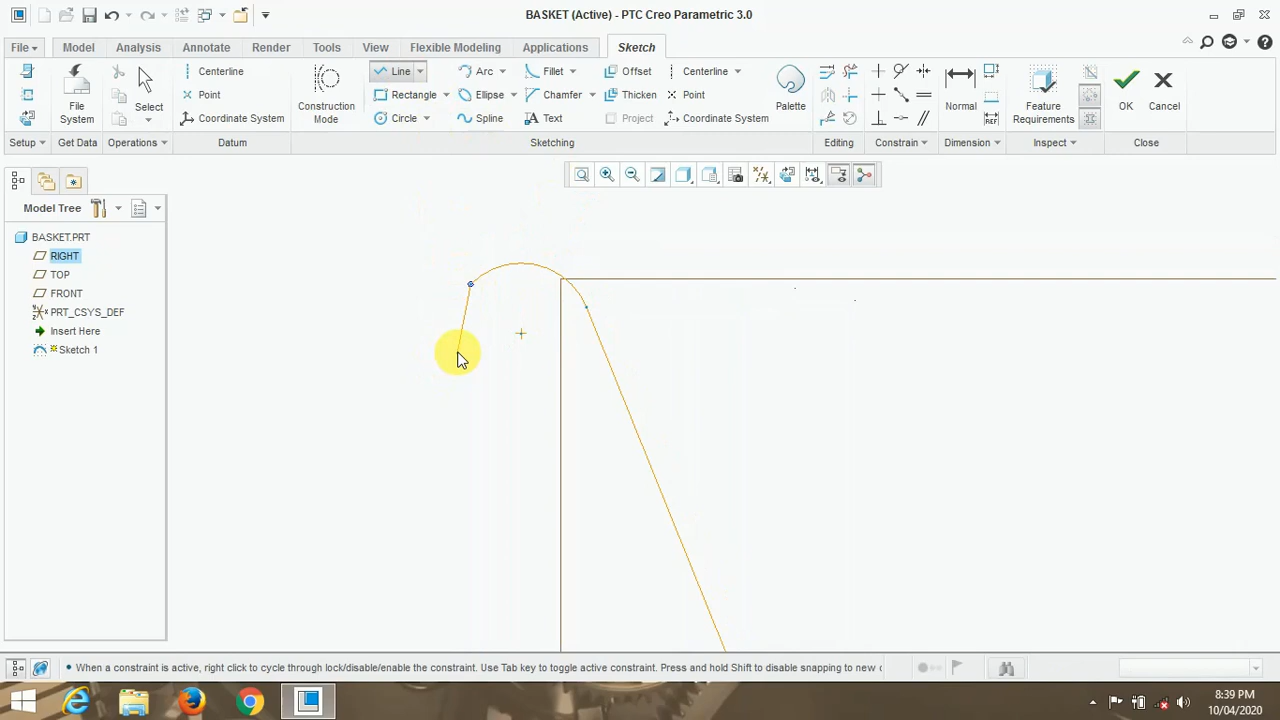 BASKET (Active) - PTC Creo Parametric 3.0
File Model Analysis Annotate Render Tools View Flexible Modeling Applications Sketch
Centerline Line Arc Fillet Offset Centerline
Point Rectangle Ellipse Chamfer Thicken Point
Coordinate System Circle Spline Text Project Coordinate System
File System
Select
Construction Mode
Palette
Normal
Feature Requirements
OK
Cancel
Setup Get Data Operations Datum Sketching Editing Constrain Dimension Inspect Close
Model Tree
BASKET.PRT
RIGHT
TOP
FRONT
PRT_CSYS_DEF
Insert Here
Sketch 1
When a constraint is active, right click to cycle through lock/disable/enable the constraint. Use Tab key to toggle active constraint. Press and hold Shift to disable snapping to new c
8:39 PM
10/04/2020